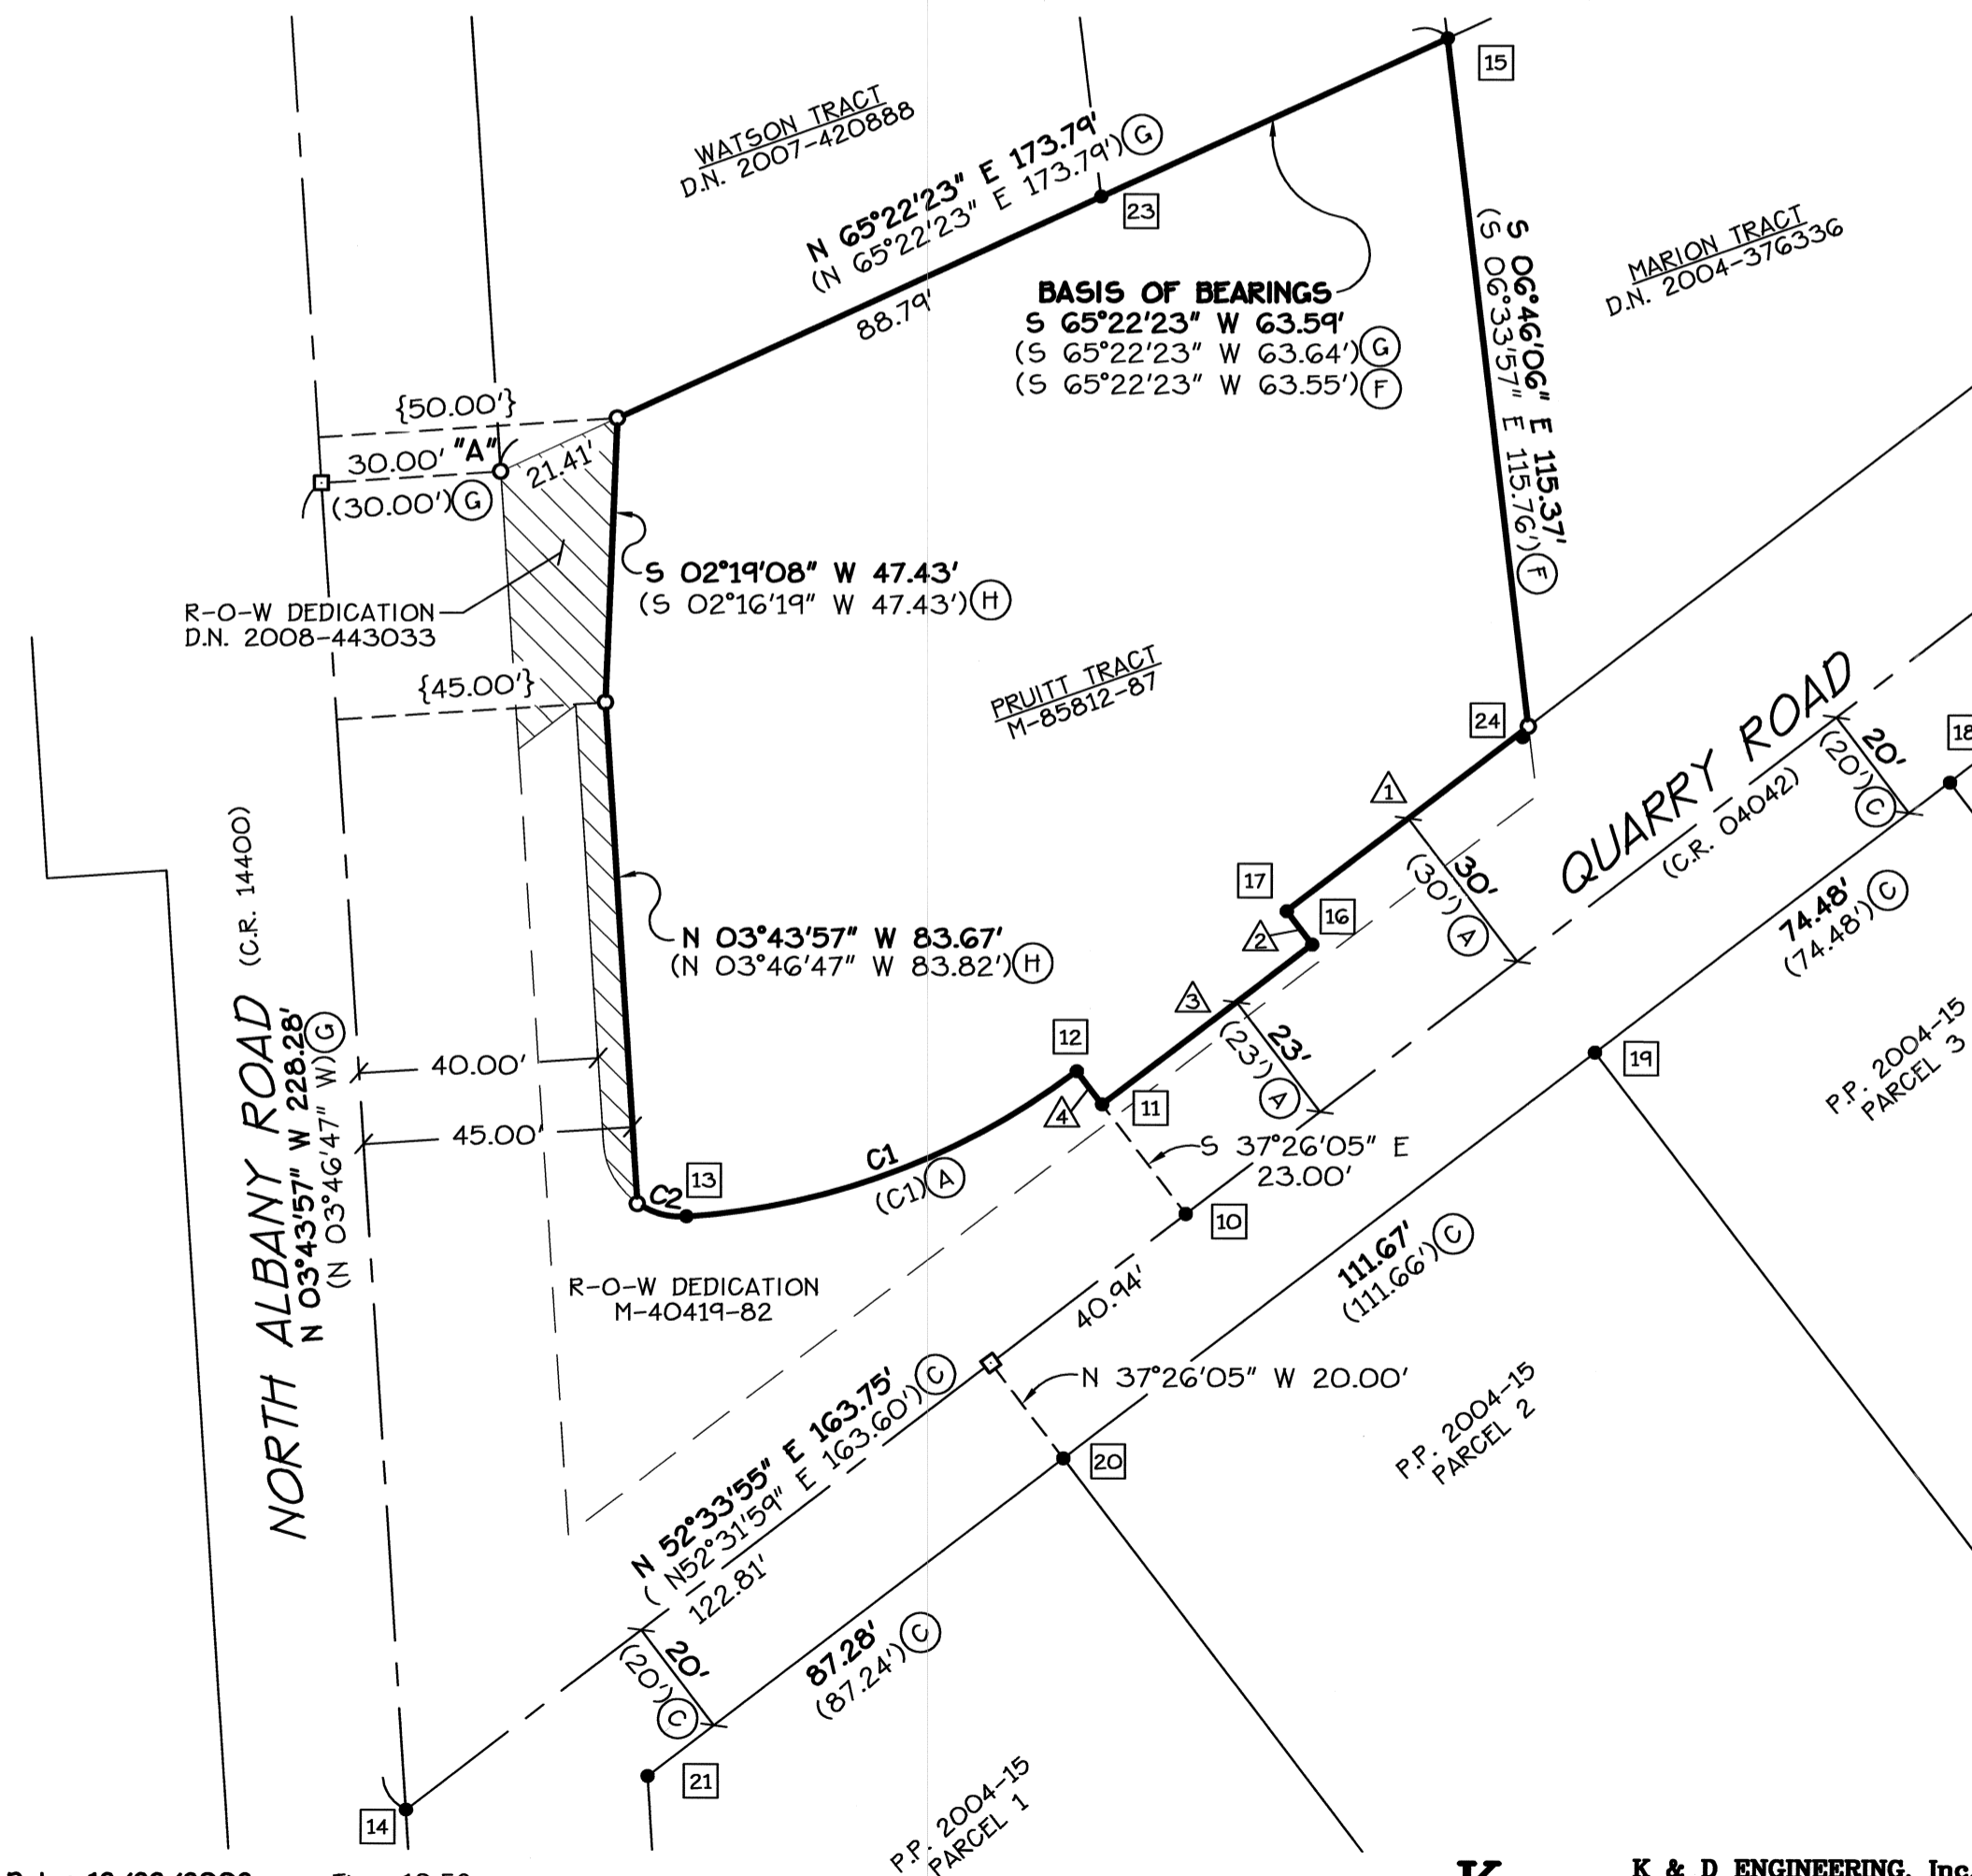 15
WATSON TRACT
D.N. 2007-420888
N 65°22'23" E 173.79'
(N 65°22'23" E 173.79') G
88.79'
23
BASIS OF BEARINGS
S 65°22'23" W 63.59'
(S 65°22'23" W 63.64') G
(S 65°22'23" W 63.55') F
S 06°46'06" E 115.37'
(S 06°33'57" E 115.76') F
MARION TRACT
D.N. 2004-376336
{50.00'}
30.00' "A"
(30.00') G
21.41'
S 02°19'08" W 47.43'
(S 02°16'19" W 47.43') H
R-O-W DEDICATION
D.N. 2008-443033
{45.00'}
PRUITT TRACT
M-85812-87
24
QUARRY ROAD
(C.R. 04042)
20'
(20') C
18
1
30'
(30') A
17
16
2
74.48'
(74.48') C
N 03°43'57" W 83.67'
(N 03°46'47" W 83.82') H
3
23'
(23') A
12
4
11
19
P.P. 2004-15
PARCEL 3
NORTH ALBANY ROAD (C.R. 14400)
N 03°43'57" W 228.28'
(N 03°46'47" W) G
40.00'
45.00'
C2
13
C1
(C1) A
S 37°26'05" E
23.00'
10
R-O-W DEDICATION
M-40419-82
40.94'
111.67'
(111.66') C
N 37°26'05" W 20.00'
20
P.P. 2004-15
PARCEL 2
N 52°33'55" E 163.75'
( N52°31'59" E 163.60') C
122.81'
20'
(20') C
87.28'
(87.24') C
21
14
P.P. 2004-15
PARCEL 1
K & D ENGINEERING, Inc.